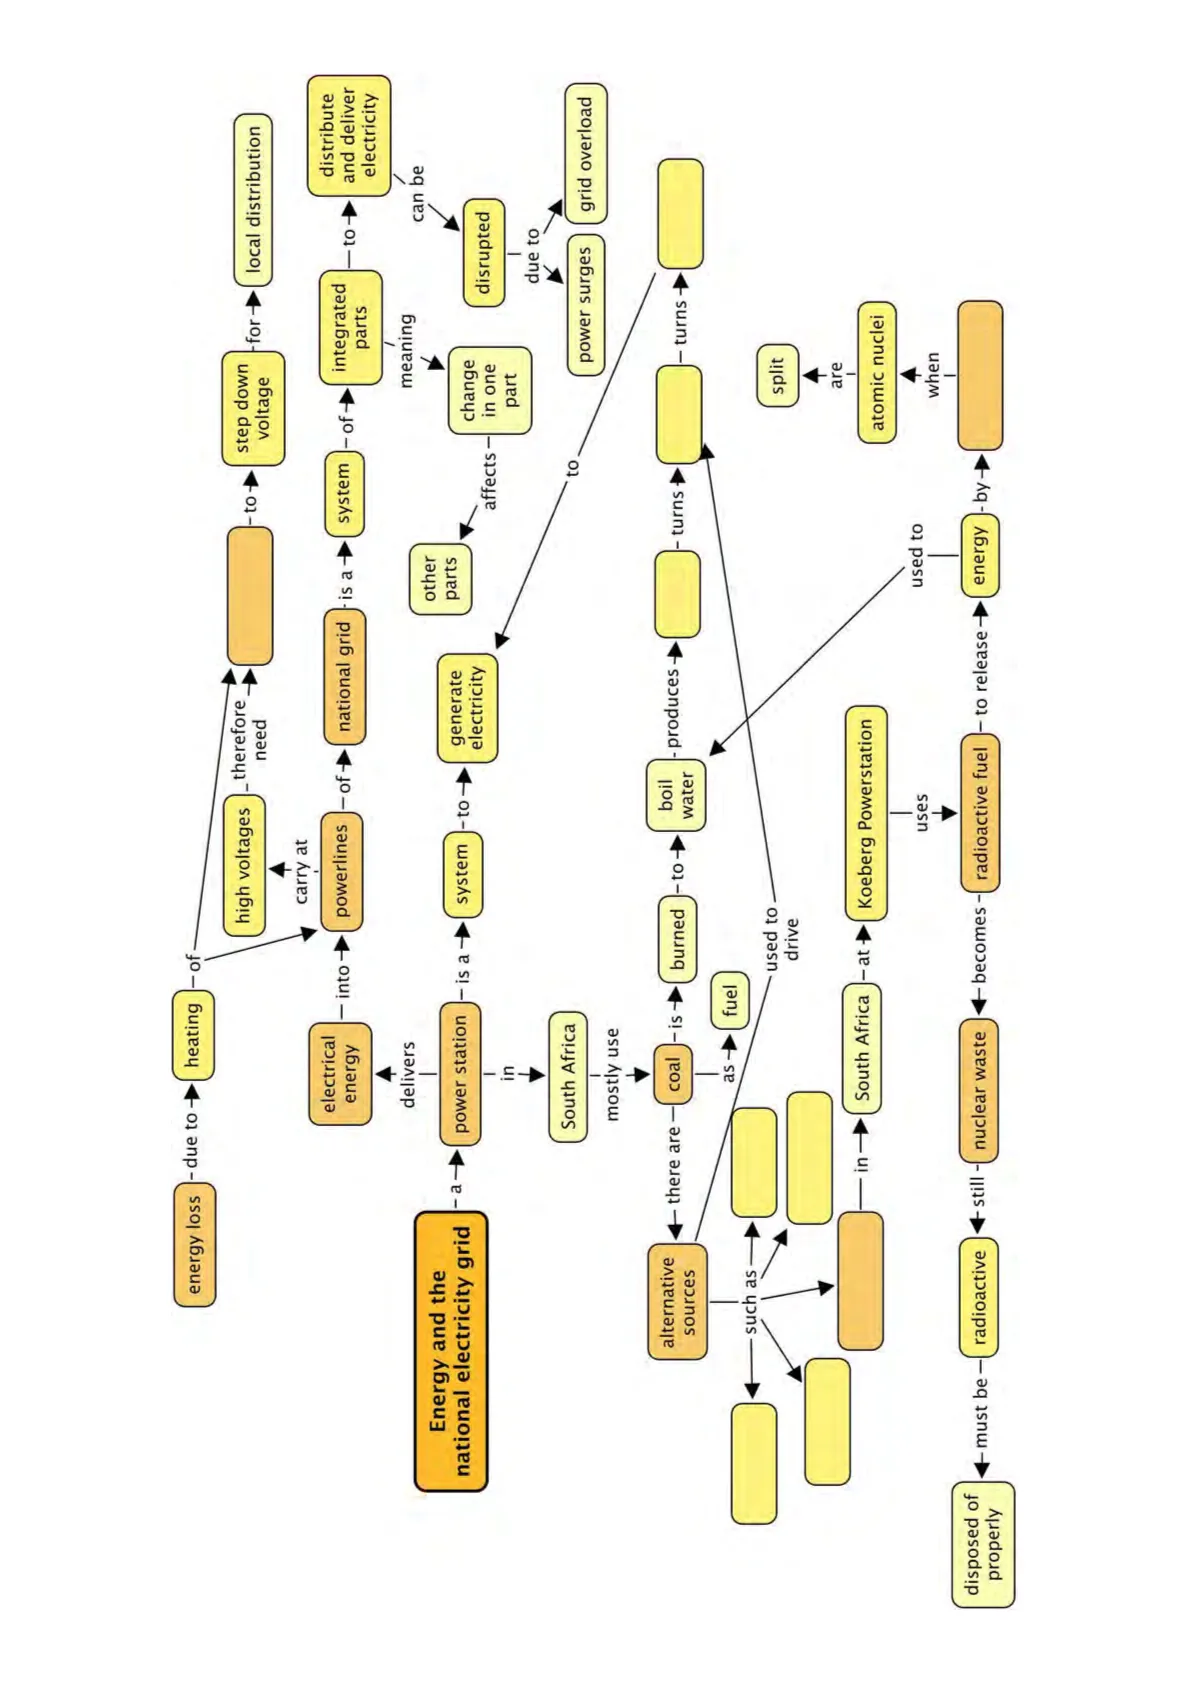 energy loss
due to
heating
of
high voltages
therefore
need
to
step down
voltage
for
local distribution
electrical
energy
into
powerlines
carry at
of
national grid
is a
system
of
integrated
parts
to
distribute
and deliver
electricity
can be
disrupted
due to
power surges
grid overload
meaning
change
in one
part
affects
other
parts
Energy and the
national electricity grid
a
power station
delivers
is a
system
to
generate
electricity
in
South Africa
mostly use
coal
as
fuel
is
burned
to
boil
water
produces
turns
turns
to
there are
alternative
sources
used to
drive
such as
in
South Africa
at
Koeberg Powerstation
uses
radioactive fuel
to release
energy
used to
by
when
atomic nuclei
are
split
becomes
nuclear waste
still
radioactive
must be
disposed of
properly